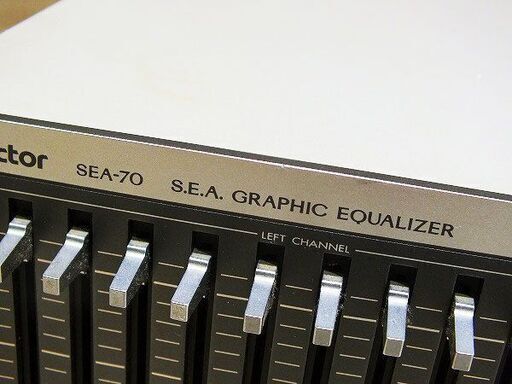 ctor SEA-70 S.E.A. GRAPHIC EQUALIZER
LEFT CHANNEL